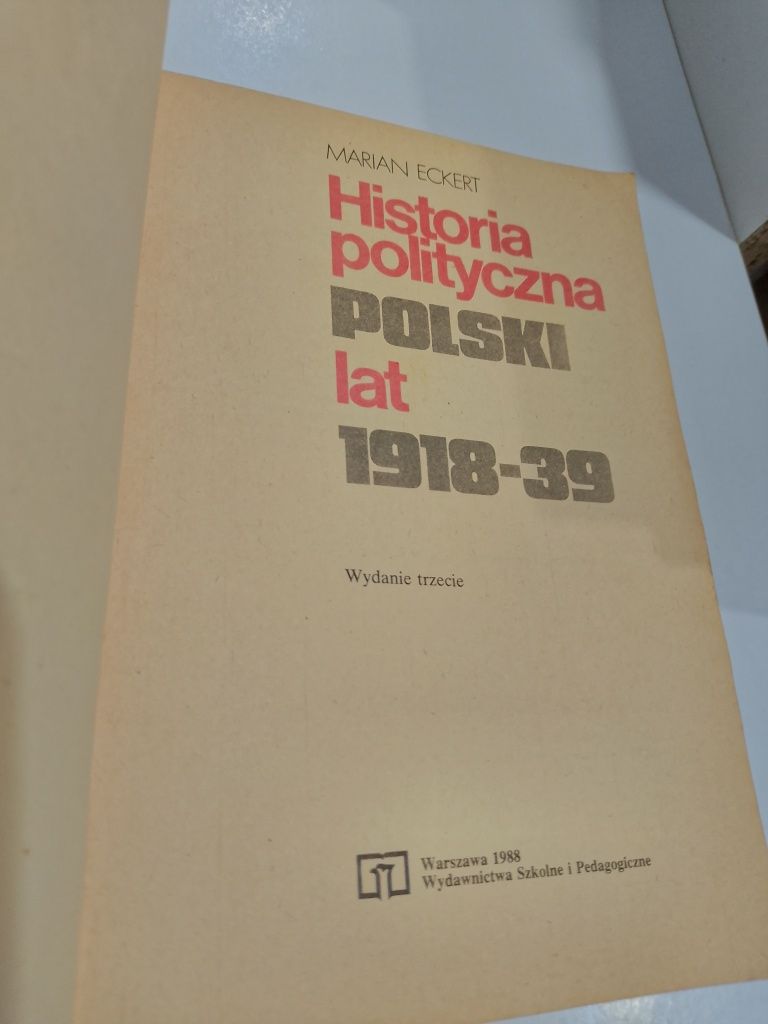 MARIAN ECKERT
Historia
polityczna
POLSKI
lat
1918-39
Wydanie trzecie
Warszawa 1988
Wydawnictwa Szkolne i Pedagogiczne